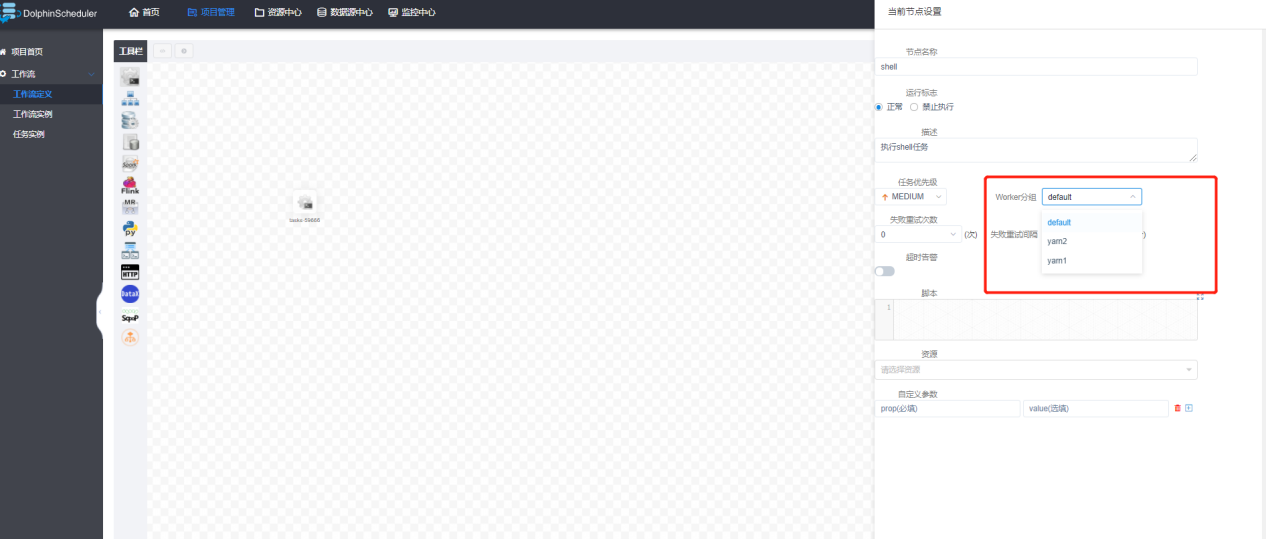 DolphinScheduler
首页
项目管理
资源中心
数据源中心
监控中心
当前节点设置
项目首页
工作流
工作流定义
工作流实例
任务实例
工具栏
Spark
Flink
MR
py
HTTP
DataX
Sqoop
节点名称
shell
运行标志
正常 禁止执行
描述
执行shell任务
任务优先级
MEDIUM
Worker分组 default
default
yarn2
yarn1
失败重试次数
0 (次) 失败重试间隔
超时告警
脚本
1
资源
请选择资源
自定义参数
prop(必填) value(选填)